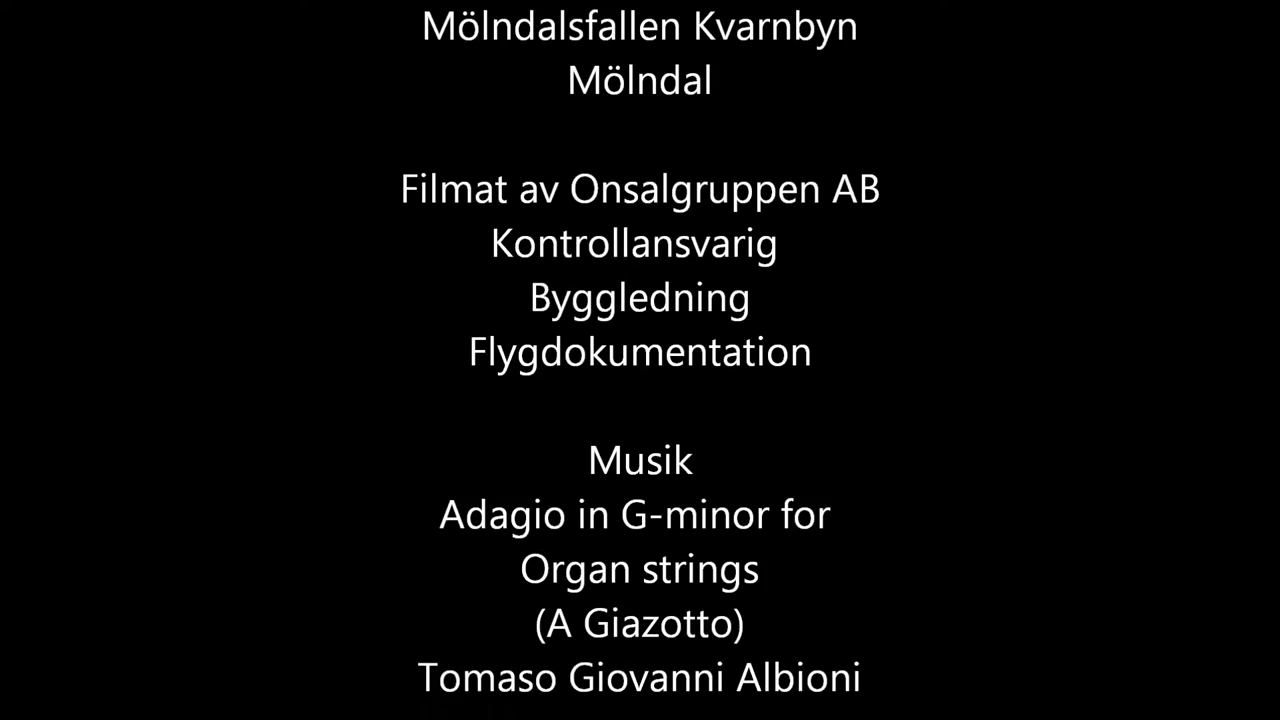 Mölndalsfallen Kvarnbyn
Mölndal
Filmat av Onsalgruppen AB
Kontrollansvarig
Byggledning
Flygdokumentation
Musik
Adagio in G-minor for
Organ strings
(A Giazotto)
Tomaso Giovanni Albioni